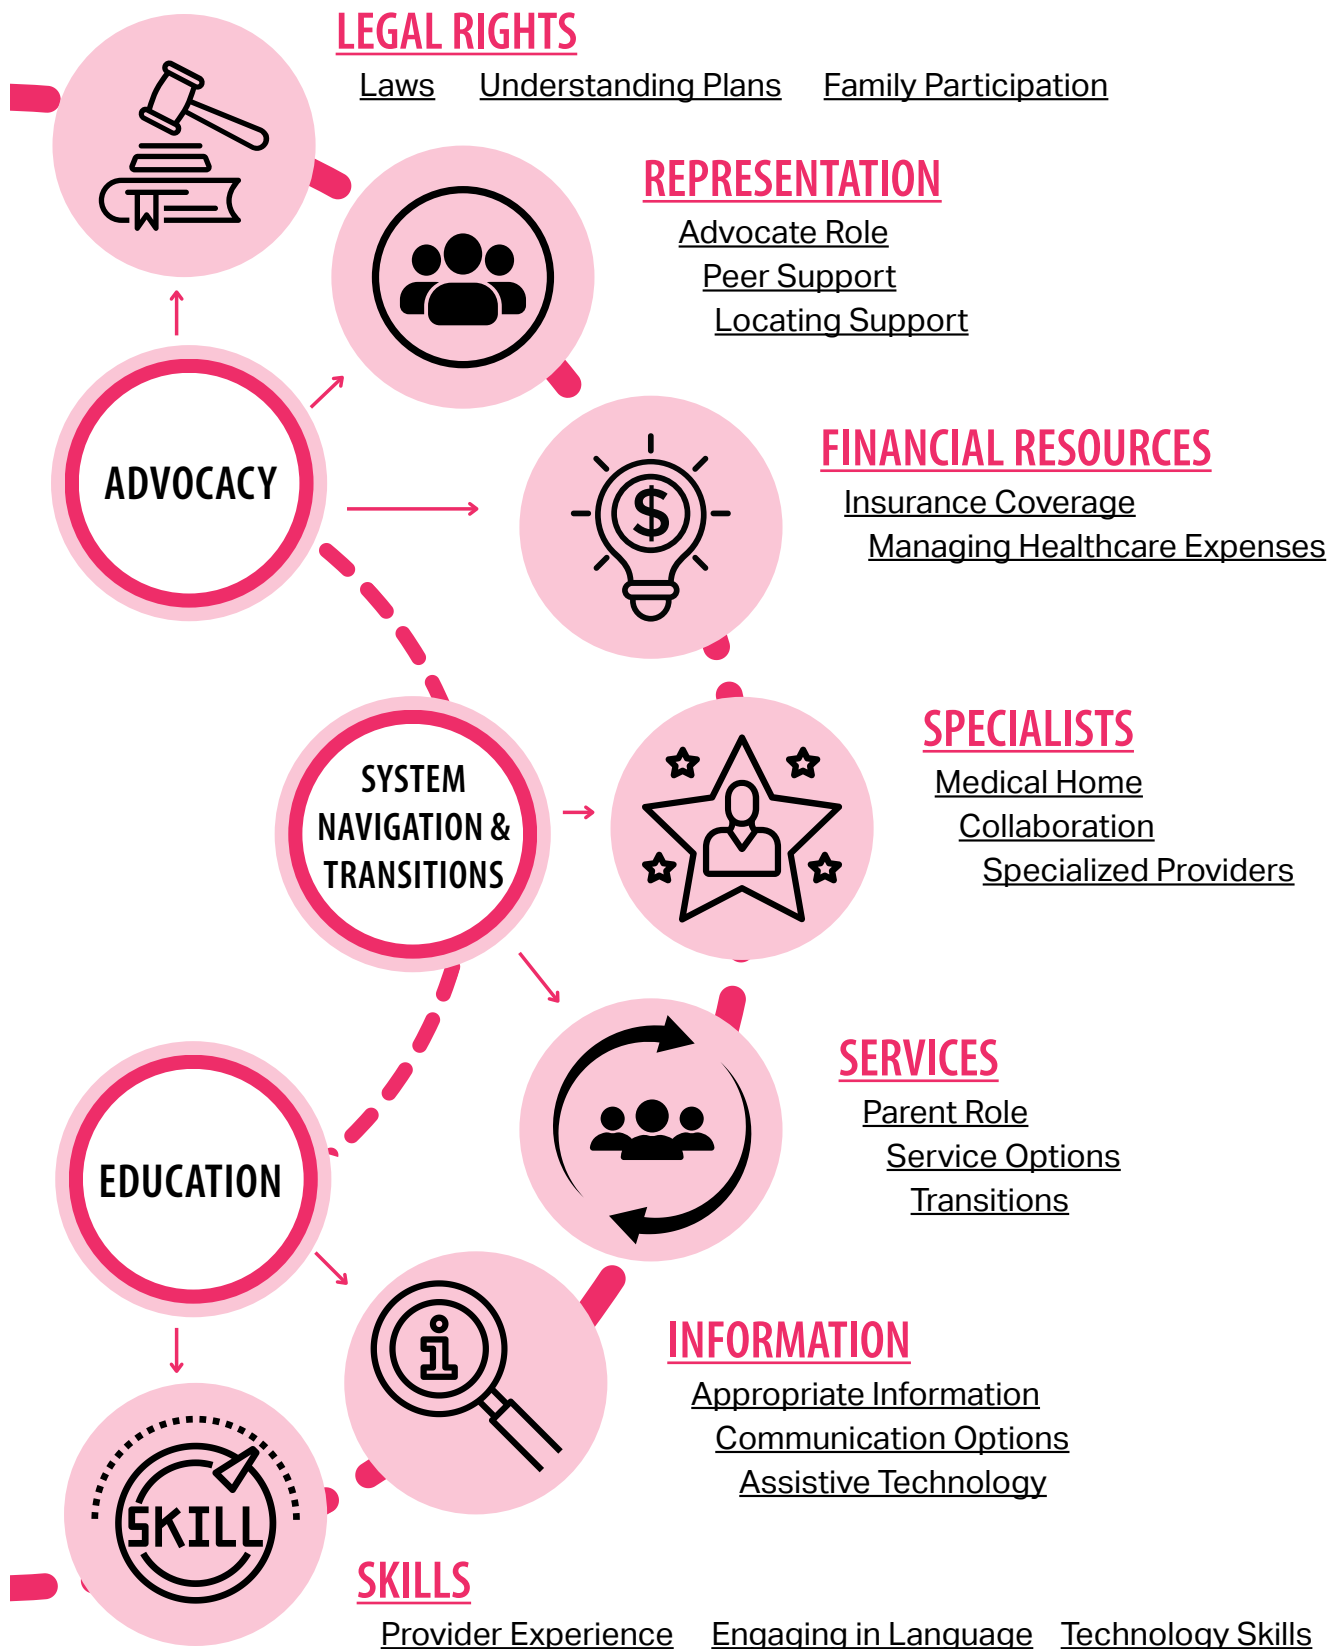 LEGAL RIGHTS
Laws Understanding Plans Family Participation
REPRESENTATION
Advocate Role
Peer Support
Locating Support
ADVOCACY
FINANCIAL RESOURCES
$
Insurance Coverage
Managing Healthcare Expenses
SYSTEM
NAVIGATION &
TRANSITIONS
SPECIALISTS
Medical Home
Collaboration
Specialized Providers
SERVICES
Parent Role
Service Options
Transitions
EDUCATION
i
INFORMATION
Appropriate Information
Communication Options
Assistive Technology
SKILL
SKILLS
Provider Experience Engaging in Language Technology Skills